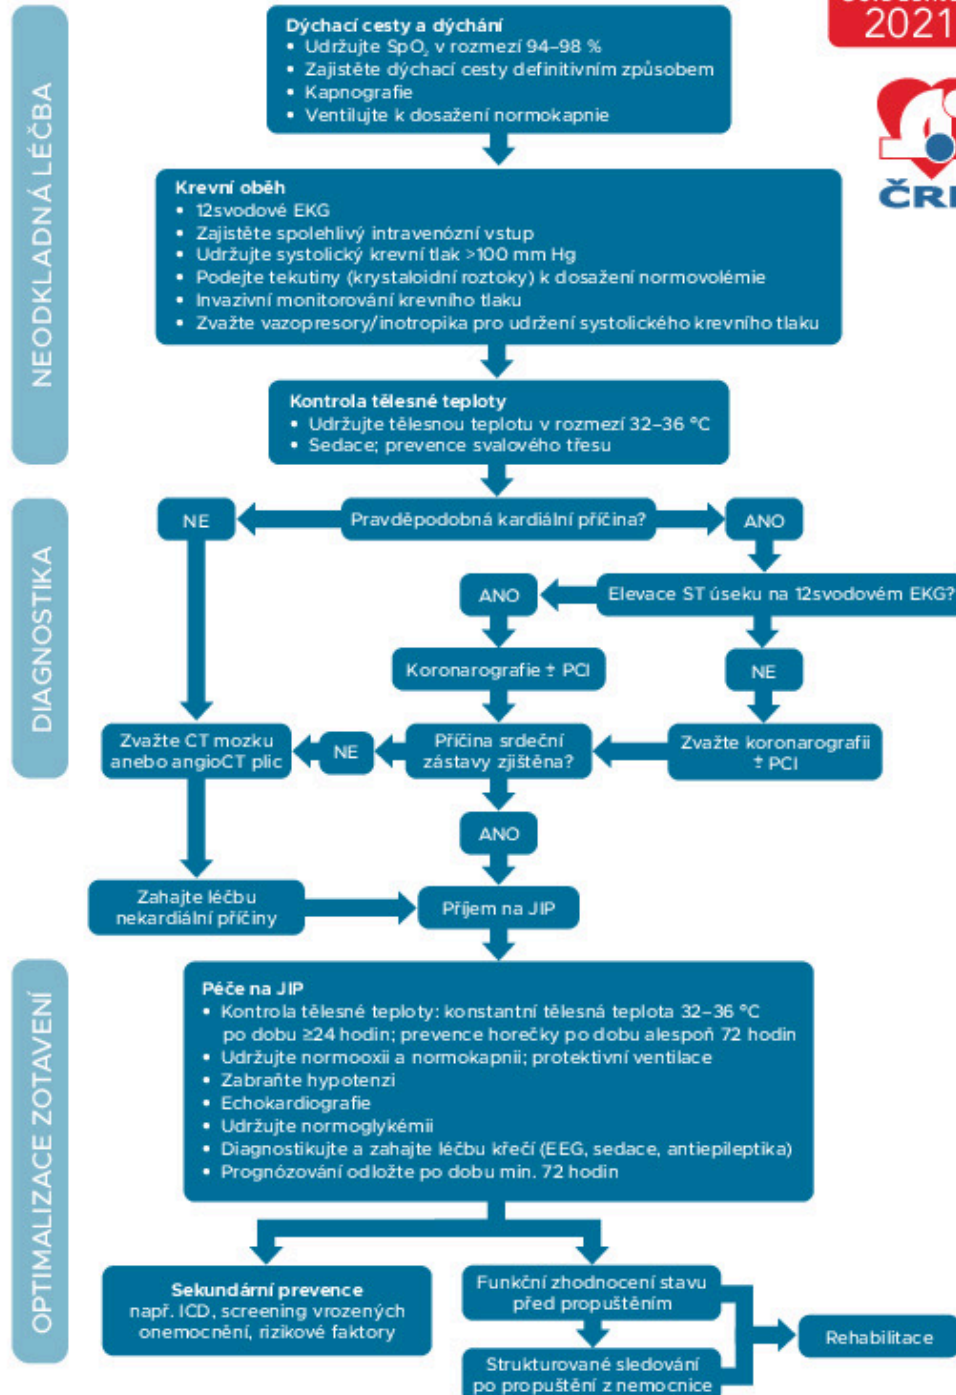 2021
ČR
NEODKLADNÁ LÉČBA
Dýchací cesty a dýchání
• Udržujte SpO₂ v rozmezí 94–98 %
• Zajistěte dýchací cesty definitivním způsobem
• Kapnografie
• Ventilujte k dosažení normokapnie
Krevní oběh
• 12svodové EKG
• Zajistěte spolehlivý intravenózní vstup
• Udržujte systolický krevní tlak >100 mm Hg
• Podejte tekutiny (krystaloidní roztoky) k dosažení normovolémie
• Invazivní monitorování krevního tlaku
• Zvažte vazopresory/inotropika pro udržení systolického krevního tlaku
Kontrola tělesné teploty
• Udržujte tělesnou teplotu v rozmezí 32–36 °C
• Sedace; prevence svalového třesu
DIAGNOSTIKA
NE
Pravděpodobná kardiální příčina?
ANO
ANO
Elevace ST úseku na 12svodovém EKG?
Koronarografie ± PCI
NE
Zvažte CT mozku
anebo angioCT plic
NE
Příčina srdeční
zástavy zjištěna?
Zvažte koronarografii
± PCI
ANO
Zahajte léčbu
nekardiální příčiny
Příjem na JIP
OPTIMALIZACE ZOTAVENÍ
Péče na JIP
• Kontrola tělesné teploty: konstantní tělesná teplota 32–36 °C
po dobu ≥24 hodin; prevence horečky po dobu alespoň 72 hodin
• Udržujte normooxii a normokapnii; protektivní ventilace
• Zabraňte hypotenzi
• Echokardiografie
• Udržujte normoglykémii
• Diagnostikujte a zahajte léčbu křečí (EEG, sedace, antiepileptika)
• Prognózování odložte po dobu min. 72 hodin
Sekundární prevence
např. ICD, screening vrozených
onemocnění, rizikové faktory
Funkční zhodnocení stavu
před propuštěním
Rehabilitace
Strukturované sledování
po propuštění z nemocnice